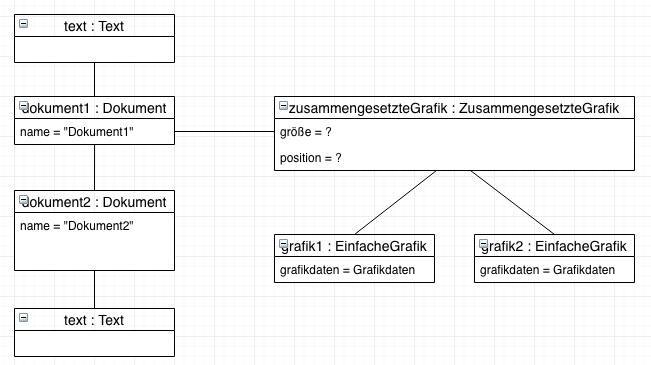 text : Text
dokument1 : Dokument
name = "Dokument1"
zusammengesetzteGrafik : ZusammengesetzteGrafik
größe = ?
position = ?
dokument2 : Dokument
name = "Dokument2"
grafik1 : EinfacheGrafik
grafikdaten = Grafikdaten
grafik2 : EinfacheGrafik
grafikdaten = Grafikdaten
text : Text